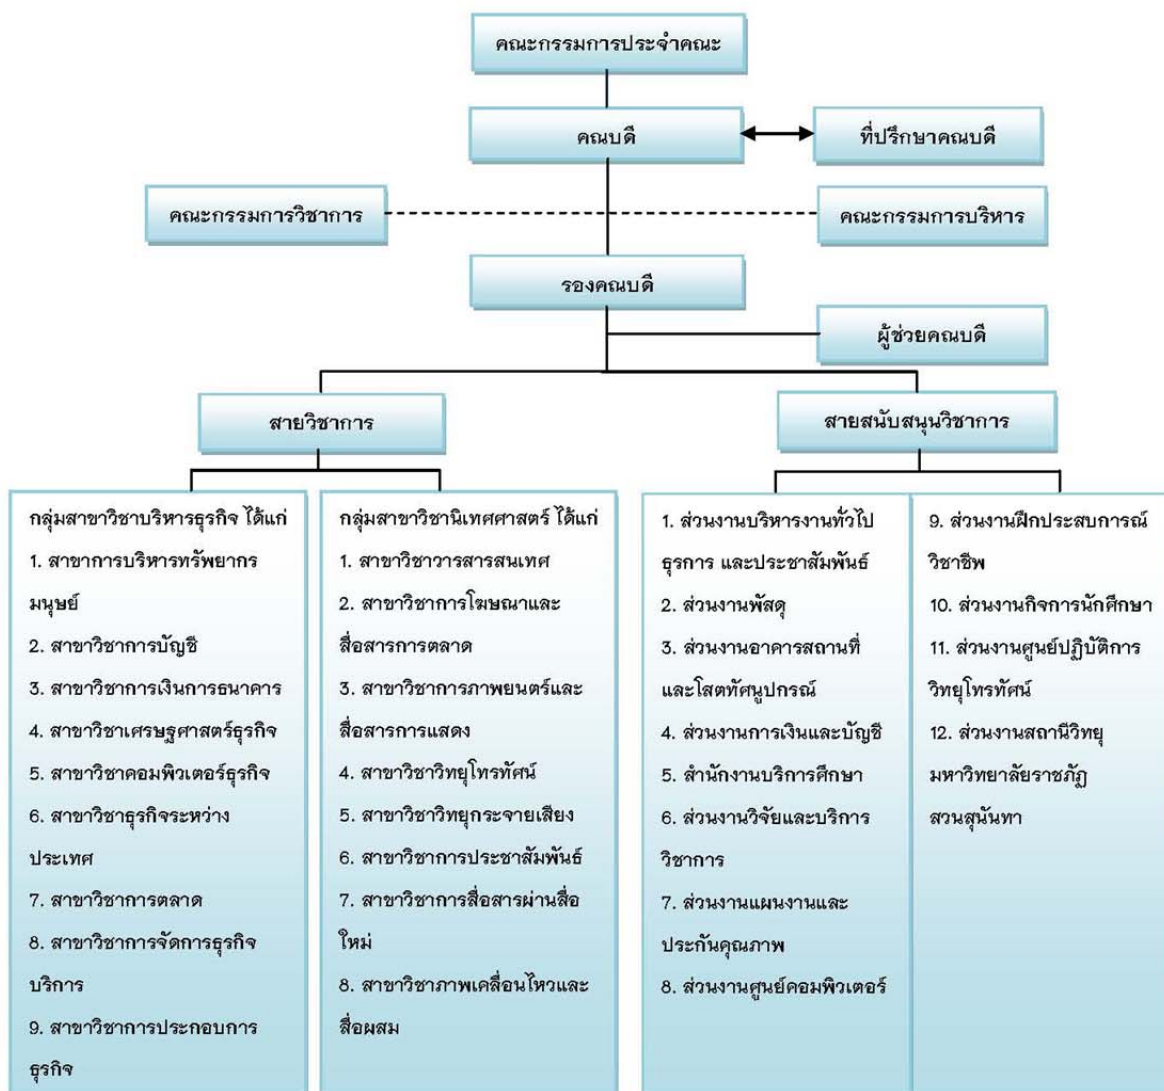 คณะกรรมการประจำคณะ
คณบดี
ที่ปรึกษาคณบดี
คณะกรรมการวิชาการ
คณะกรรมการบริหาร
รองคณบดี
ผู้ช่วยคณบดี
สายวิชาการ
สายสนับสนุนวิชาการ
กลุ่มสาขาวิชาบริหารธุรกิจ ได้แก่
1. สาขาการบริหารทรัพยากร
มนุษย์
2. สาขาวิชาการบัญชี
3. สาขาวิชาการเงินการธนาคาร
4. สาขาวิชาเศรษฐศาสตร์ธุรกิจ
5. สาขาวิชาคอมพิวเตอร์ธุรกิจ
6. สาขาวิชาธุรกิจระหว่าง
ประเทศ
7. สาขาวิชาการตลาด
8. สาขาวิชาการจัดการธุรกิจ
บริการ
9. สาขาวิชาการประกอบการ
ธุรกิจ
กลุ่มสาขาวิชานิเทศศาสตร์ ได้แก่
1. สาขาวิชาวารสารสนเทศ
2. สาขาวิชาการโฆษณาและ
สื่อสารการตลาด
3. สาขาวิชาการภาพยนตร์และ
สื่อสารการแสดง
4. สาขาวิชาวิทยุโทรทัศน์
5. สาขาวิชาวิทยุกระจายเสียง
6. สาขาวิชาการประชาสัมพันธ์
7. สาขาวิชาการสื่อสารผ่านสื่อ
ใหม่
8. สาขาวิชาภาพเคลื่อนไหวและ
สื่อผสม
1. ส่วนงานบริหารงานทั่วไป
ธุรการ และประชาสัมพันธ์
2. ส่วนงานพัสดุ
3. ส่วนงานอาคารสถานที่
และโสตทัศนูปกรณ์
4. ส่วนงานการเงินและบัญชี
5. สำนักงานบริการศึกษา
6. ส่วนงานวิจัยและบริการ
วิชาการ
7. ส่วนงานแผนงานและ
ประกันคุณภาพ
8. ส่วนงานศูนย์คอมพิวเตอร์
9. ส่วนงานฝึกประสบการณ์
วิชาชีพ
10. ส่วนงานกิจการนักศึกษา
11. ส่วนงานศูนย์ปฏิบัติการ
วิทยุโทรทัศน์
12. ส่วนงานสถานีวิทยุ
มหาวิทยาลัยราชภัฏ
สวนสุนันทา